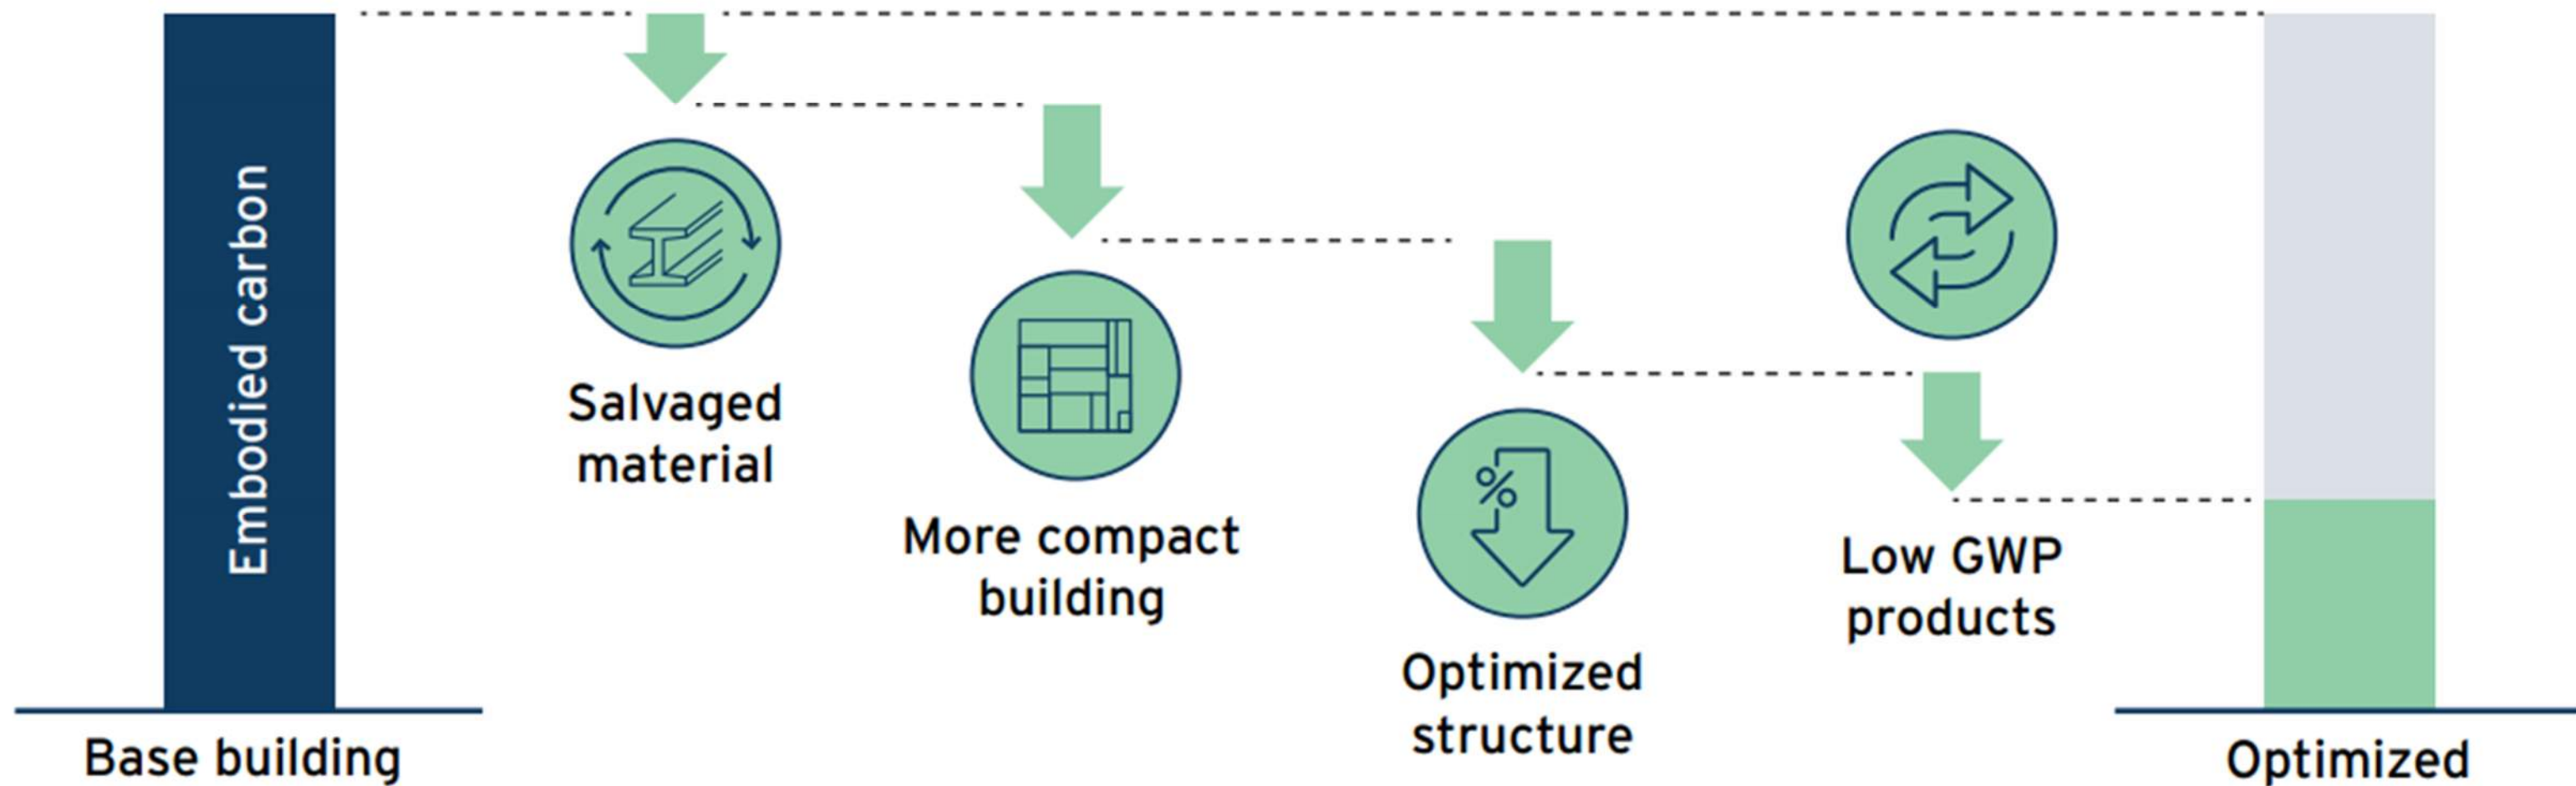 Embodied carbon
Base building
Salvaged
material
More compact
building
%
Optimized
structure
Low GWP
products
Optimized